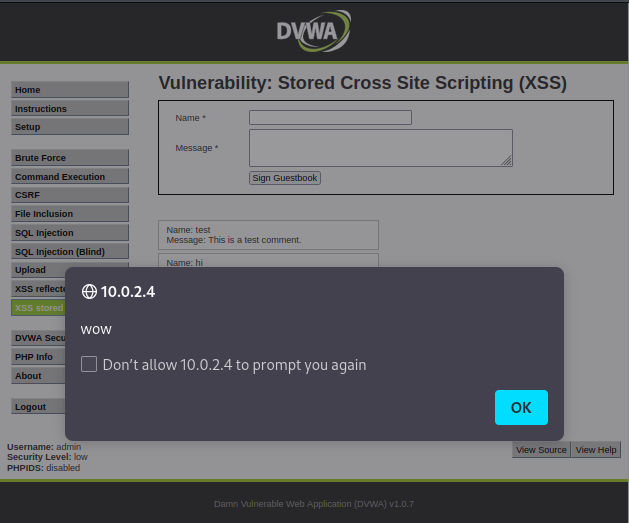 DVWA
Vulnerability: Stored Cross Site Scripting (XSS)
Home
Instructions
Setup
Brute Force
Command Execution
CSRF
File Inclusion
SQL Injection
SQL Injection (Blind)
Upload
XSS reflecte
XSS stored
DVWA Secu
PHP Info
About
Logout
Name *
Message *
Sign Guestbook
Name: test
Message: This is a test comment.
Name: hi
10.0.2.4
wow
Don’t allow 10.0.2.4 to prompt you again
OK
Username: admin
Security Level: low
PHPIDS: disabled
View Source View Help
Damn Vulnerable Web Application (DVWA) v1.0.7